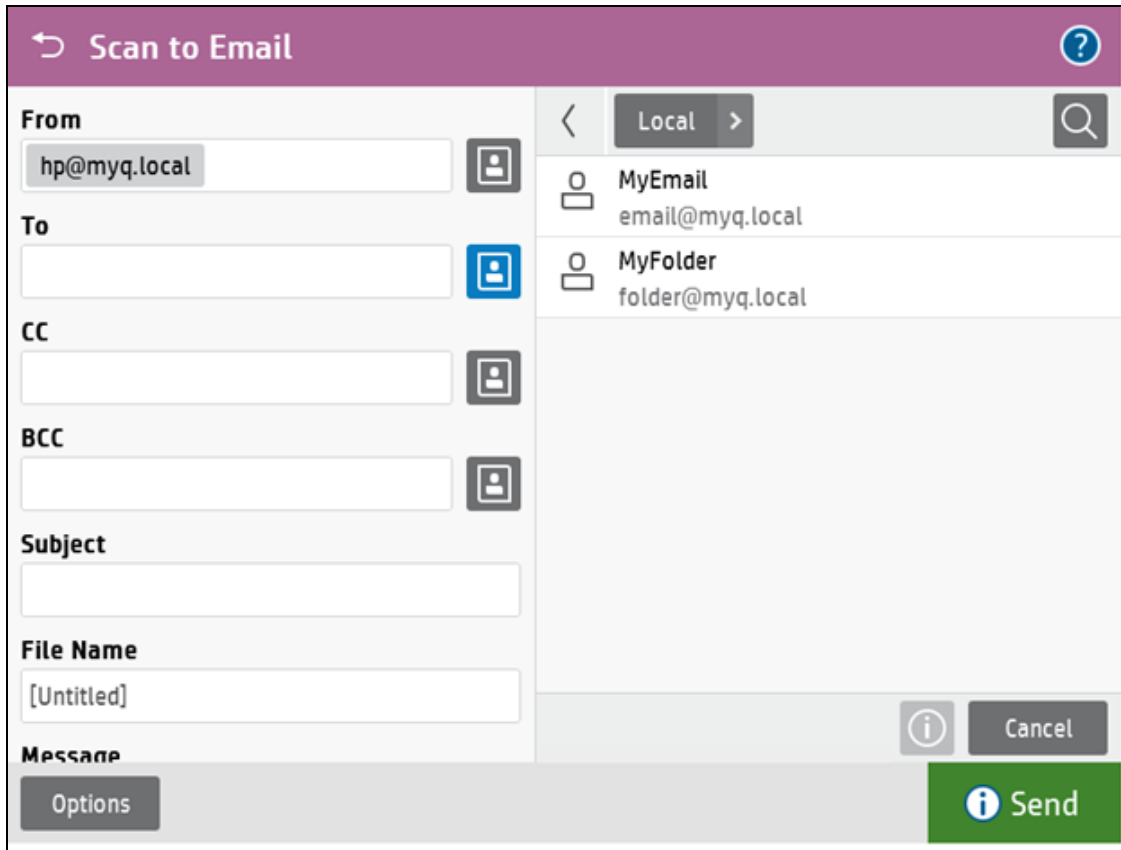 Scan to Email
?
From
hp@myq.local
To
CC
BCC
Subject
File Name
[Untitled]
Message
Local >
MyEmail
email@myq.local
MyFolder
folder@myq.local
i
Cancel
Options
i Send